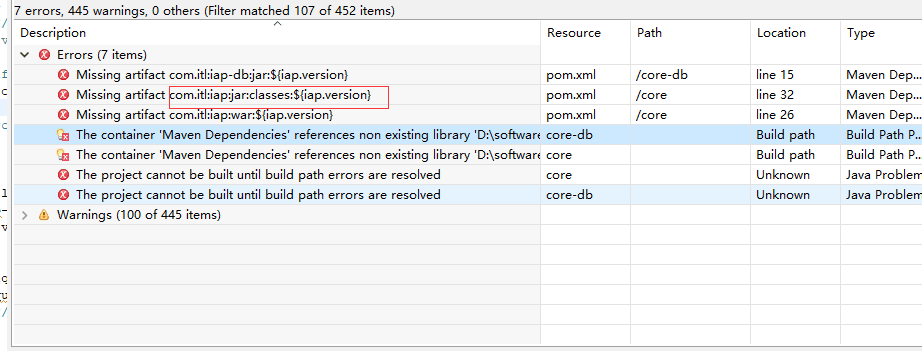 7 errors, 445 warnings, 0 others (Filter matched 107 of 452 items)
Description Resource Path Location Type
Errors (7 items)
Missing artifact com.itl:iap-db:jar:${iap.version} pom.xml /core-db line 15 Maven Dep...
Missing artifact com.itl:iap:jar:classes:${iap.version} pom.xml /core line 32 Maven Dep...
Missing artifact com.itl:iap:war:${iap.version} pom.xml /core line 26 Maven Dep...
The container 'Maven Dependencies' references non existing library 'D:\software core-db Build path Build Path P...
The container 'Maven Dependencies' references non existing library 'D:\software core Build path Build Path P...
The project cannot be built until build path errors are resolved core Unknown Java Problem
The project cannot be built until build path errors are resolved core-db Unknown Java Problem
Warnings (100 of 445 items)